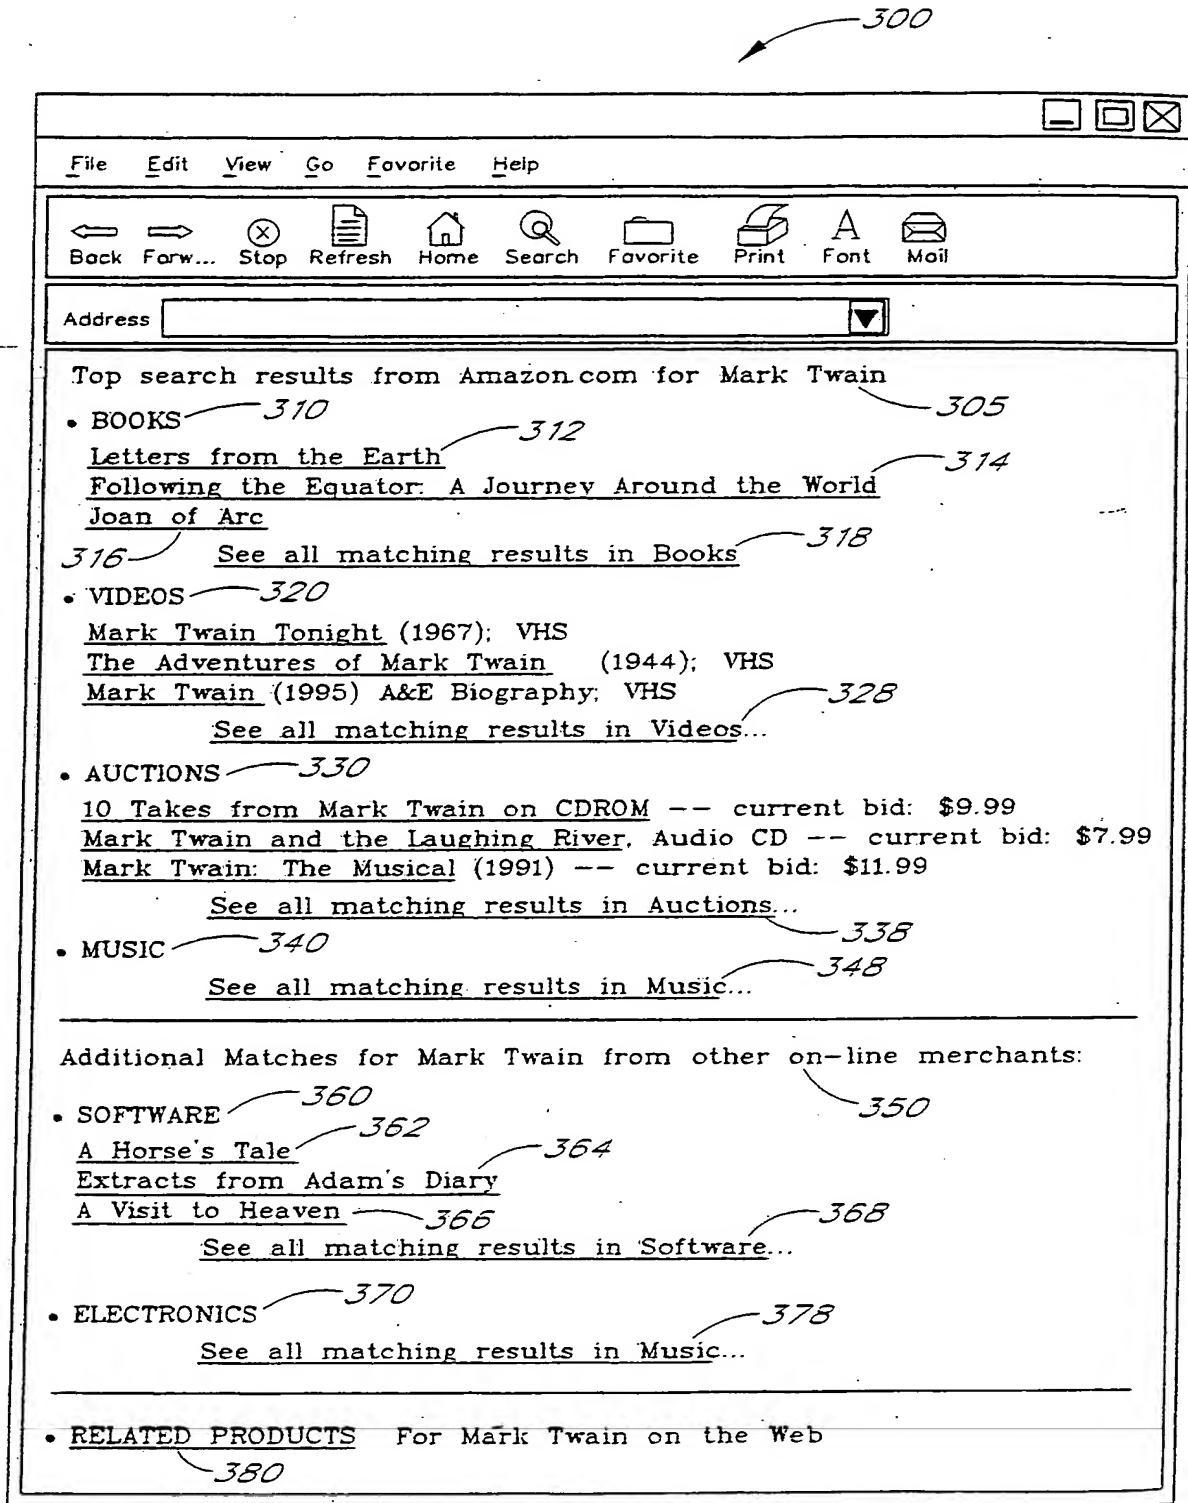 300
File Edit View Go Favorite Help
Back Forw... Stop Refresh Home Search Favorite Print Font Mail
Address
Top search results from Amazon.com for Mark Twain
305
• BOOKS 310
312
Letters from the Earth
314
Following the Equator: A Journey Around the World
Joan of Arc
316 See all matching results in Books 318
• VIDEOS 320
Mark Twain Tonight (1967); VHS
The Adventures of Mark Twain (1944); VHS
Mark Twain (1995) A&E Biography; VHS
328
See all matching results in Videos...
• AUCTIONS 330
10 Takes from Mark Twain on CDROM -- current bid: $9.99
Mark Twain and the Laughing River, Audio CD -- current bid: $7.99
Mark Twain: The Musical (1991) -- current bid: $11.99
See all matching results in Auctions...
338
• MUSIC 340
348
See all matching results in Music...
Additional Matches for Mark Twain from other on-line merchants:
350
• SOFTWARE 360
362
A Horse's Tale
364
Extracts from Adam's Diary
A Visit to Heaven 366
368
See all matching results in Software...
• ELECTRONICS 370
378
See all matching results in Music...
• RELATED PRODUCTS For Mark Twain on the Web
380